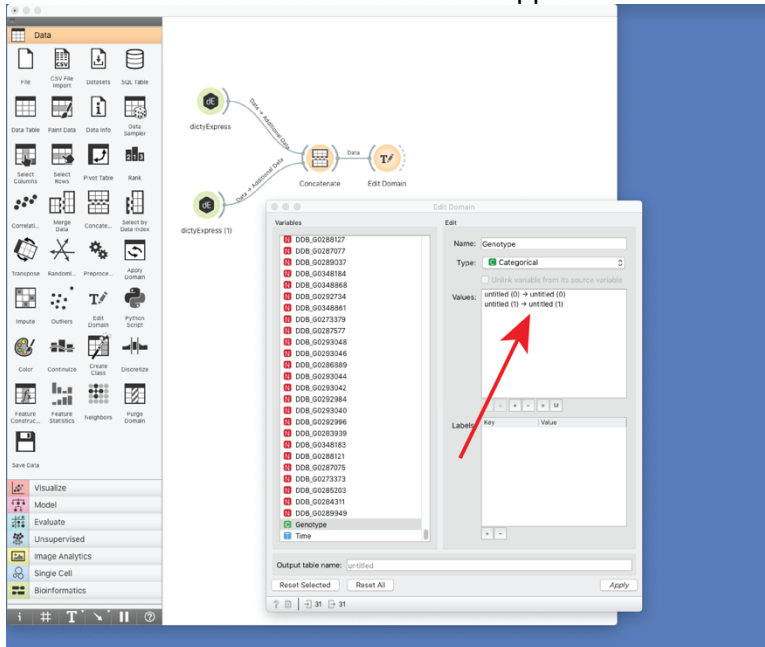 Data
File
CSV File
Import
Datasets
SQL Table
Data Table
Paint Data
Data Info
Data
Sampler
Select
Columns
Select
Rows
Pivot Table
Rank
Correlati...
Merge
Data
Concate...
Select by
Data Index
Transpose
Randomi...
Preproce...
Apply
Domain
Impute
Outliers
Edit
Domain
Python
Script
Color
Continuize
Create
Class
Discretize
Feature
Construc...
Feature
Statistics
Neighbors
Purge
Domain
Save Data
Visualize
Model
Evaluate
Unsupervised
Image Analytics
Single Cell
Bioinformatics
dictyExpress
Data → Additional Data
Data → Additional Data
Data
Concatenate
Edit Domain
dictyExpress (1)
Edit Domain
Variables
N DDB_G0288127
N DDB_G0287077
N DDB_G0289037
N DDB_G0348184
N DDB_G0348868
N DDB_G0292734
N DDB_G0348861
N DDB_G0273379
N DDB_G0287577
N DDB_G0293048
N DDB_G0293046
N DDB_G0286889
N DDB_G0293044
N DDB_G0293042
N DDB_G0292984
N DDB_G0293040
N DDB_G0292996
N DDB_G0283939
N DDB_G0348183
N DDB_G0288121
N DDB_G0287075
N DDB_G0273373
N DDB_G0285203
N DDB_G0284311
N DDB_G0289949
C Genotype
T Time
Edit
Name: Genotype
Type: C Categorical
Unlink variable from its source variable
Values:
untitled (0) → untitled (0)
untitled (1) → untitled (1)
+ - = M
Labels:
Key Value
+ -
Output table name: untitled
Reset Selected Reset All Apply
? 31 31